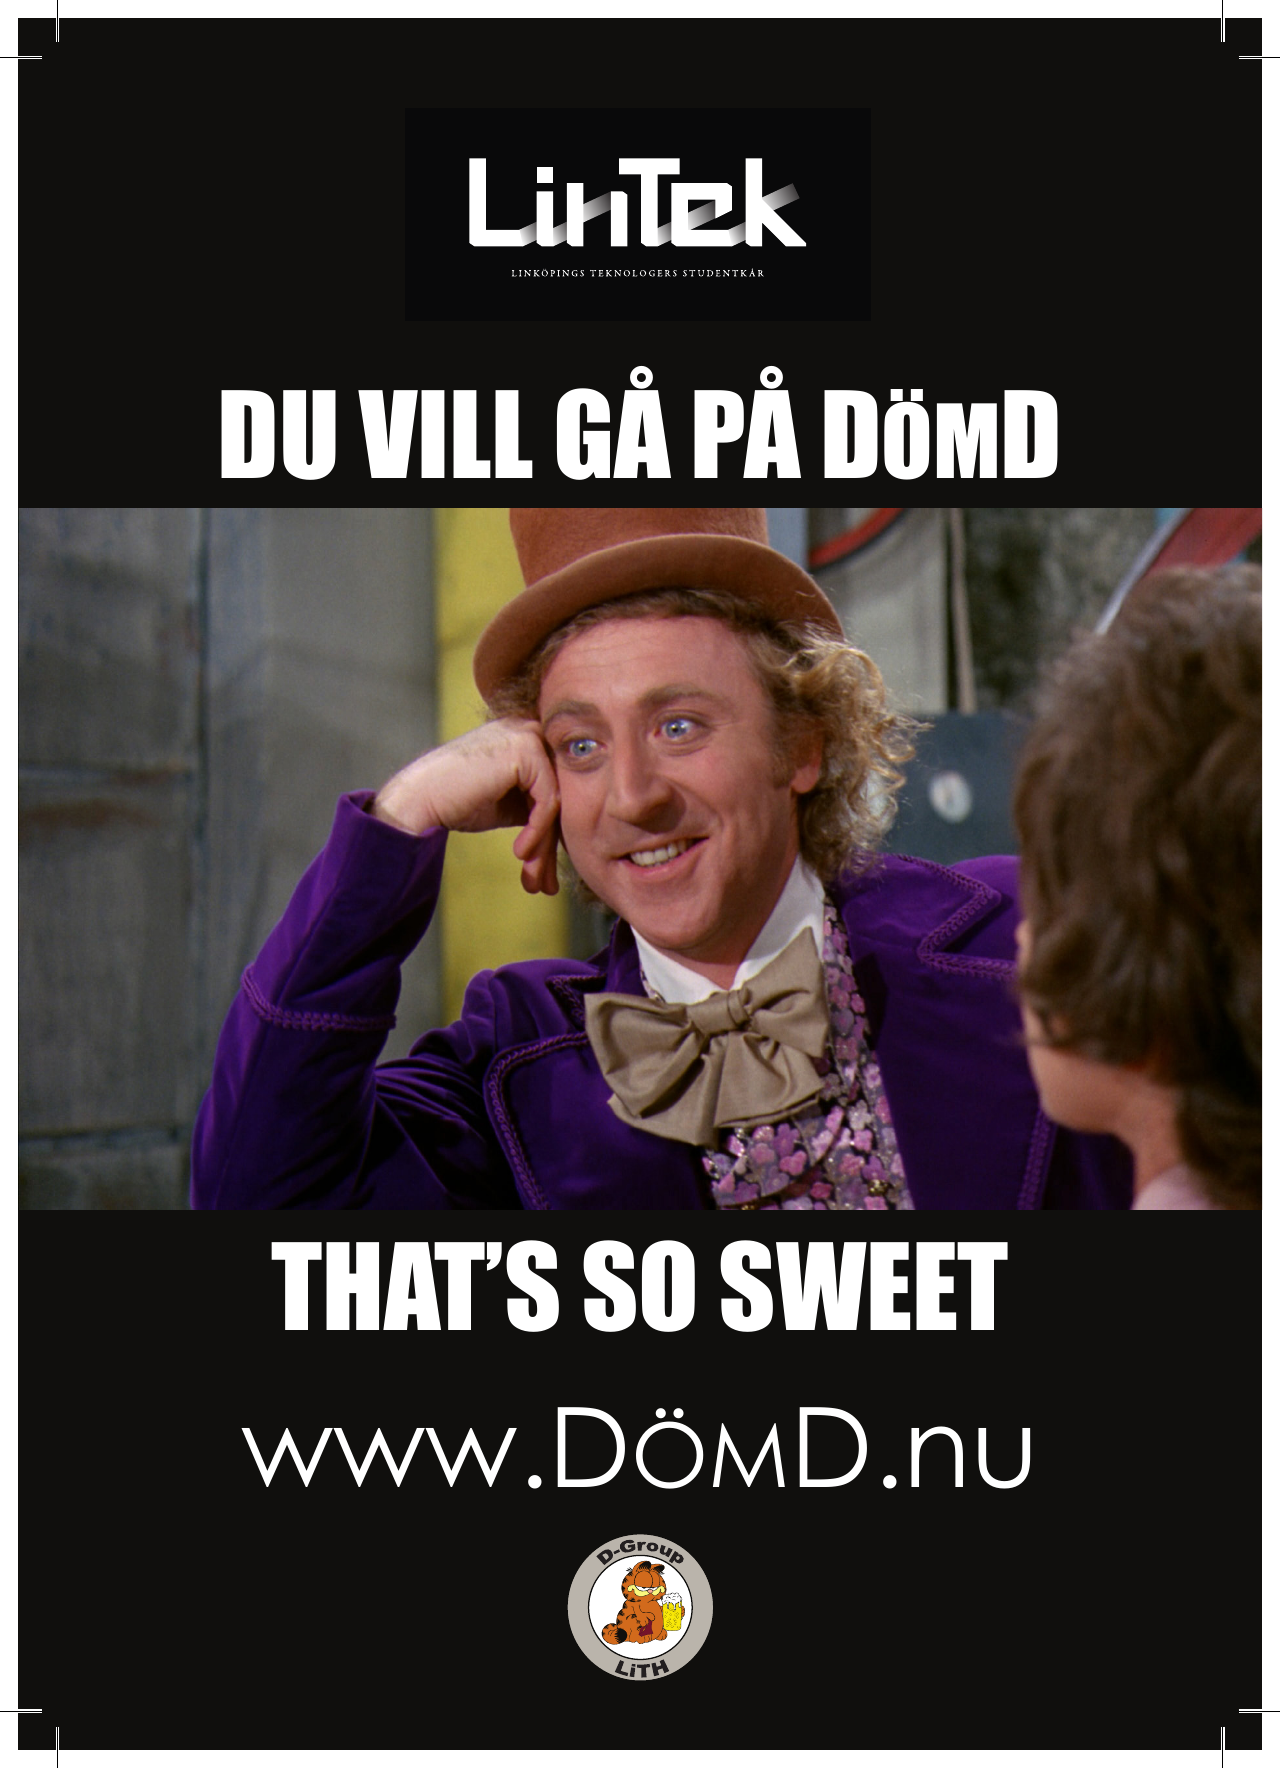 LinTek
LINKÖPINGS TEKNOLOGERS STUDENTKÅR
DU VILL GÅ PÅ DÖMD
THAT'S SO SWEET
www.DÖMD.nu
D-Group
LiTH